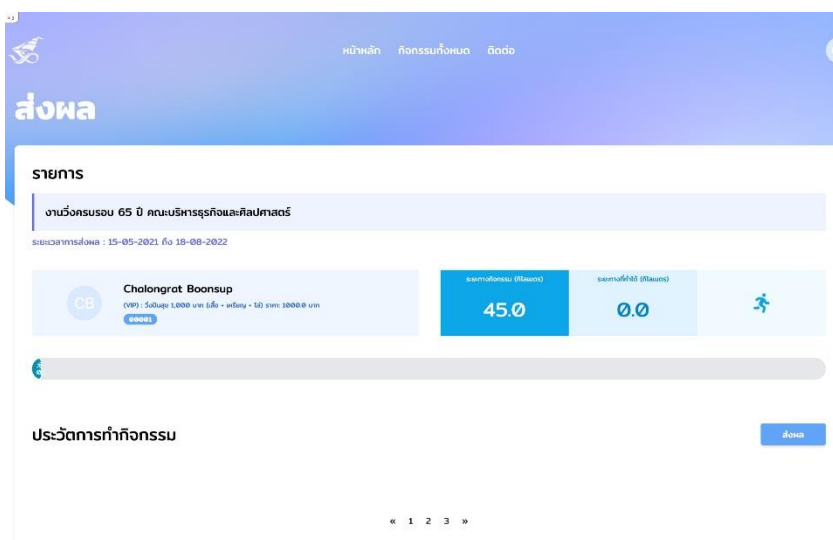 หน้าหลัก กิจกรรมทั้งหมด ติดต่อ
ส่งผล
รายการ
งานวิ่งครบรอบ 65 ปี คณะบริหารธุรกิจและศิลปศาสตร์
ระยะเวลาการส่งผล : 15-05-2021 ถึง 18-08-2022
CB
Chalongrat Boonsup
(VIP) : วิ่งปันสุข 1,000 บาท (เสื้อ + เหรียญ + โล่) ราคา: 1000.0 บาท
00001
ระยะทางกิจกรรม (กิโลเมตร)
45.0
ระยะทางที่ทำได้ (กิโลเมตร)
0.0
ประวัติการทำกิจกรรม
ส่งผล
« 1 2 3 »